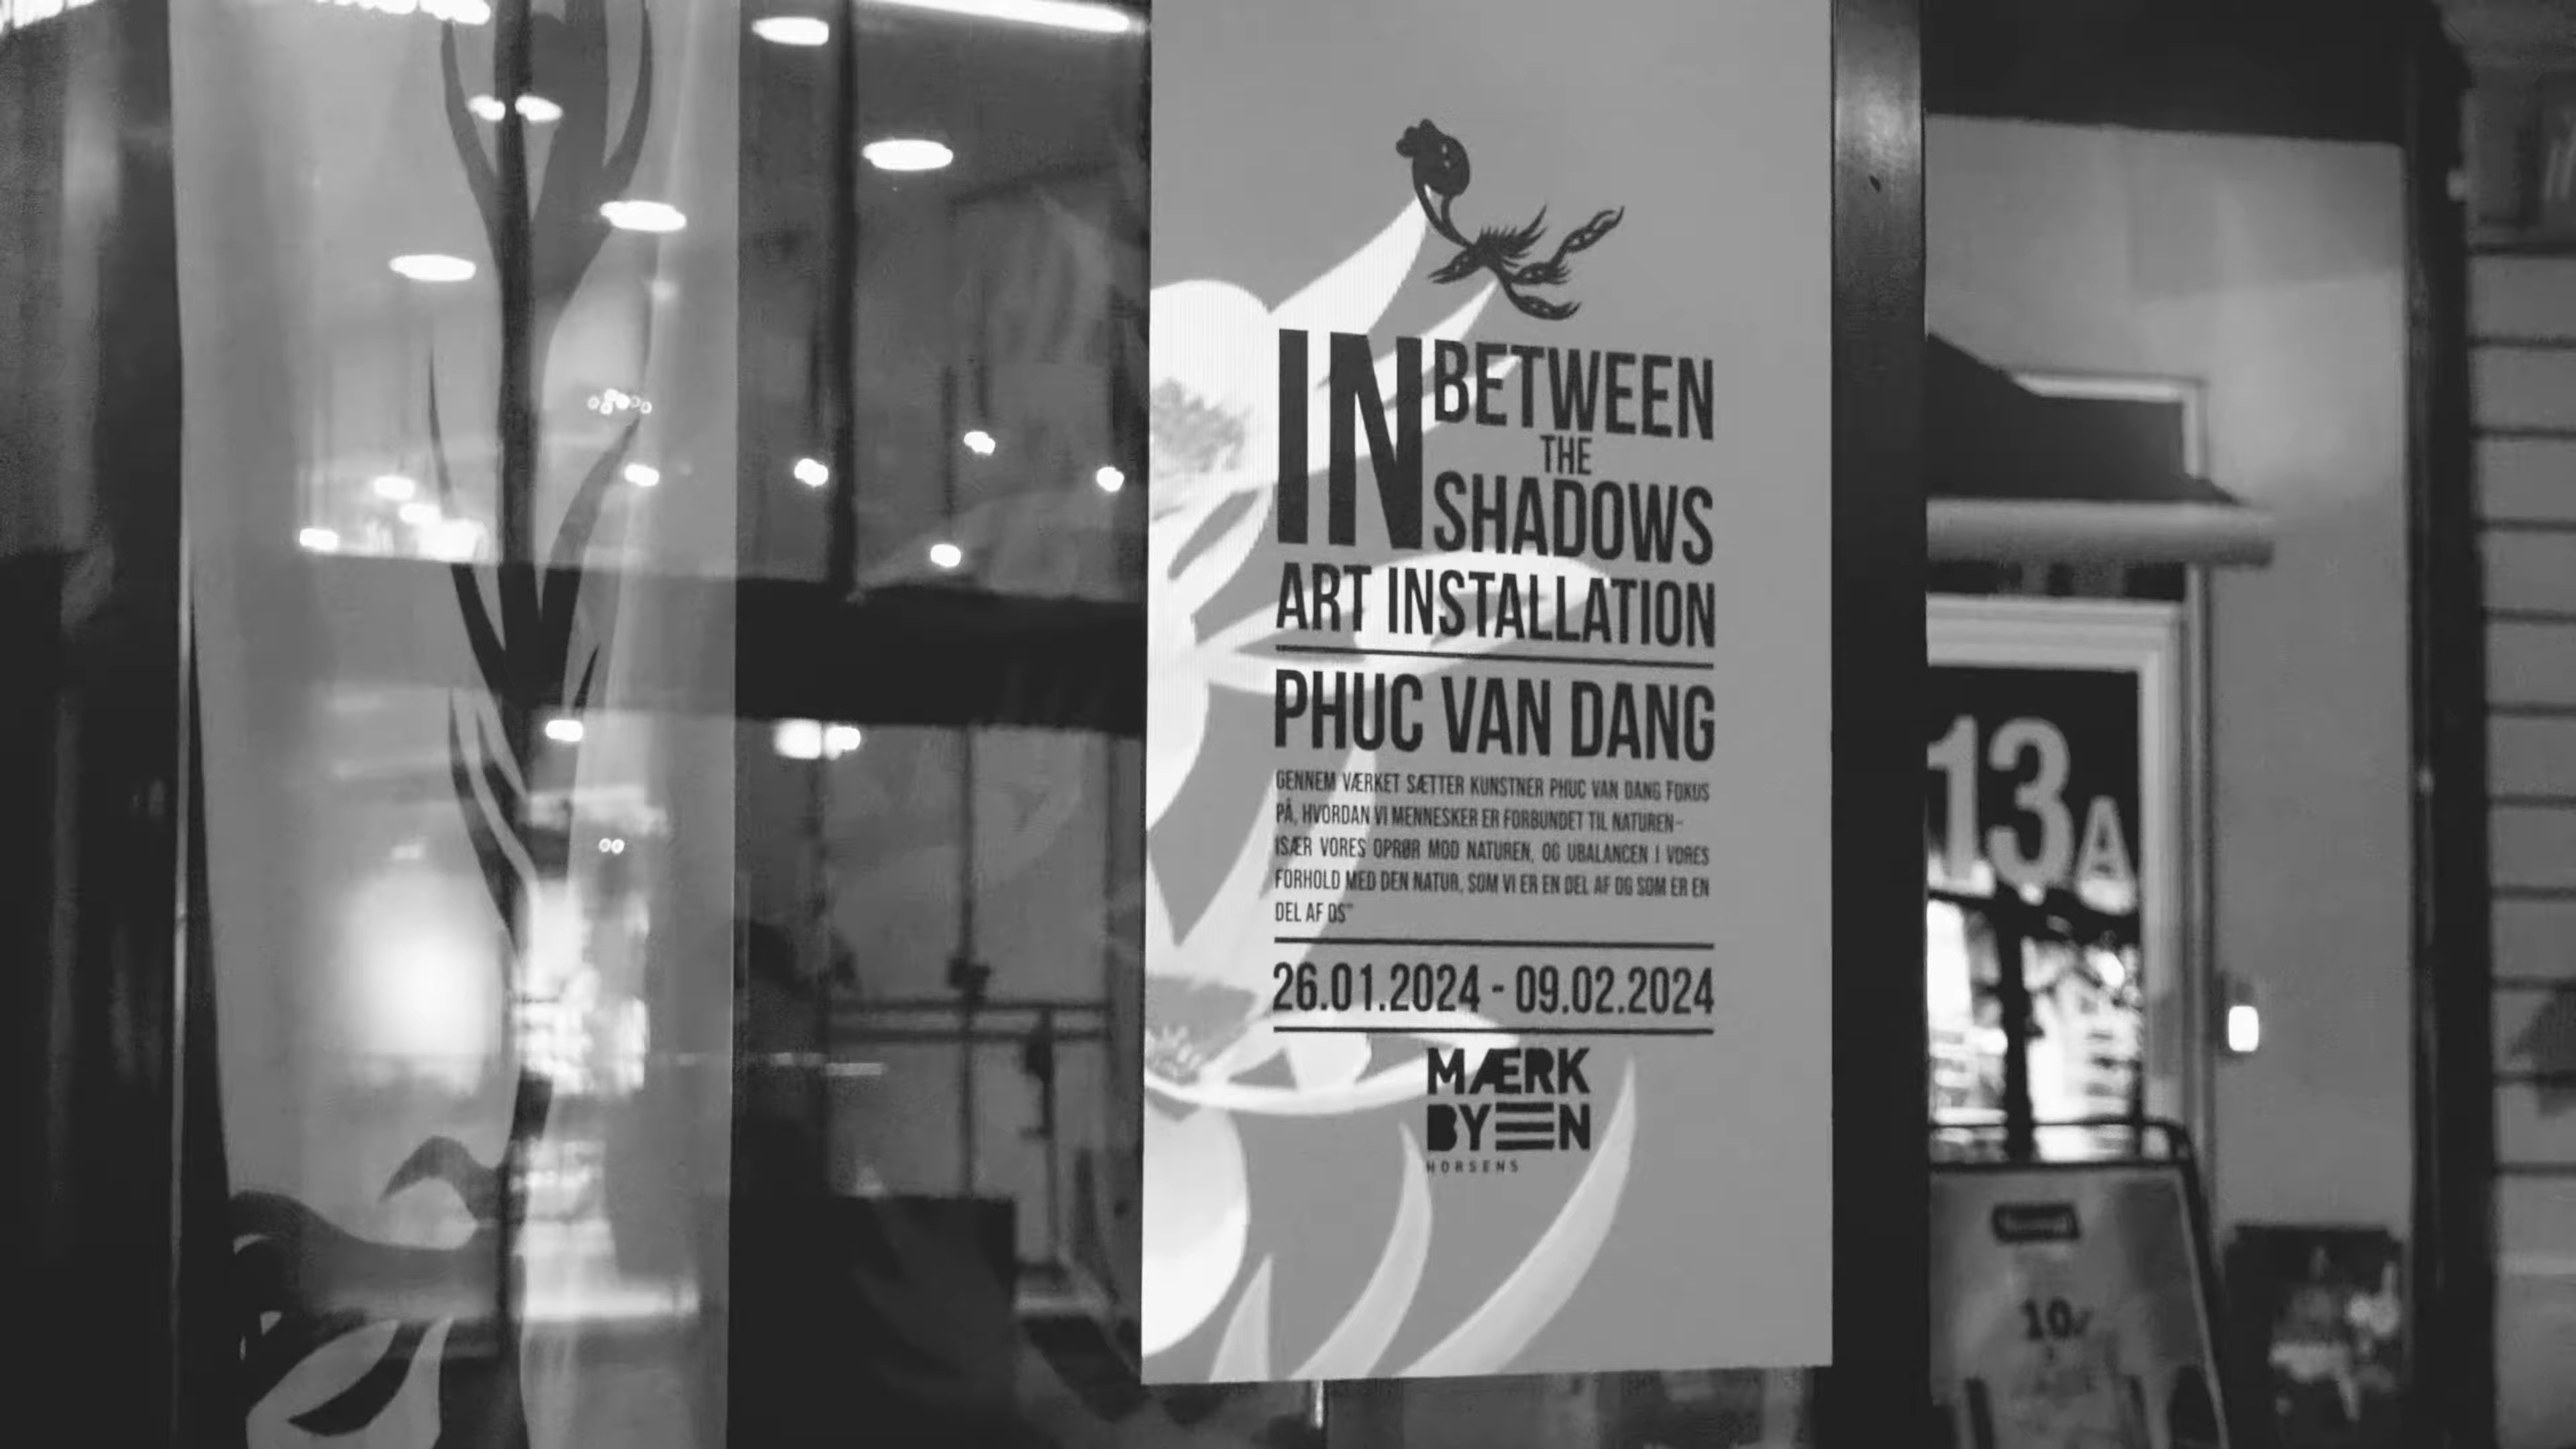 IN BETWEEN
THE
SHADOWS
ART INSTALLATION
PHUC VAN DANG
GENNEM VÆRKET SÆTTER KUNSTNER PHUC VAN DANG FOKUS
PÅ, HVORDAN VI MENNESKER ER FORBUNDET TIL NATUREN-
ISÆR VORES OPRØR MOD NATUREN, OG UBALANCEN I VORES
FORHOLD MED DEN NATUR, SOM VI ER EN DEL AF OG SOM ER EN
DEL AF OS"
26.01.2024 - 09.02.2024
MÆRK
BYEN
HORSENS
13A
10